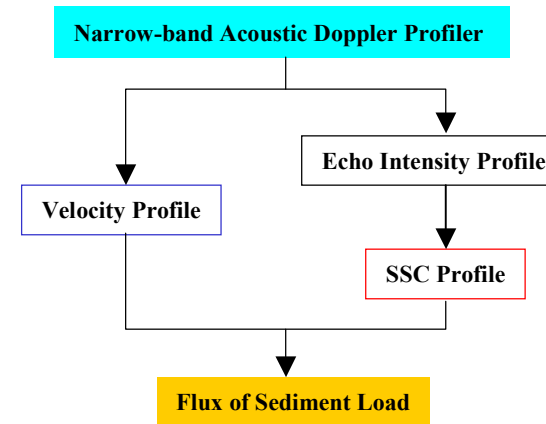 Narrow-band Acoustic Doppler Profiler
Echo Intensity Profile
Velocity Profile
SSC Profile
Flux of Sediment Load